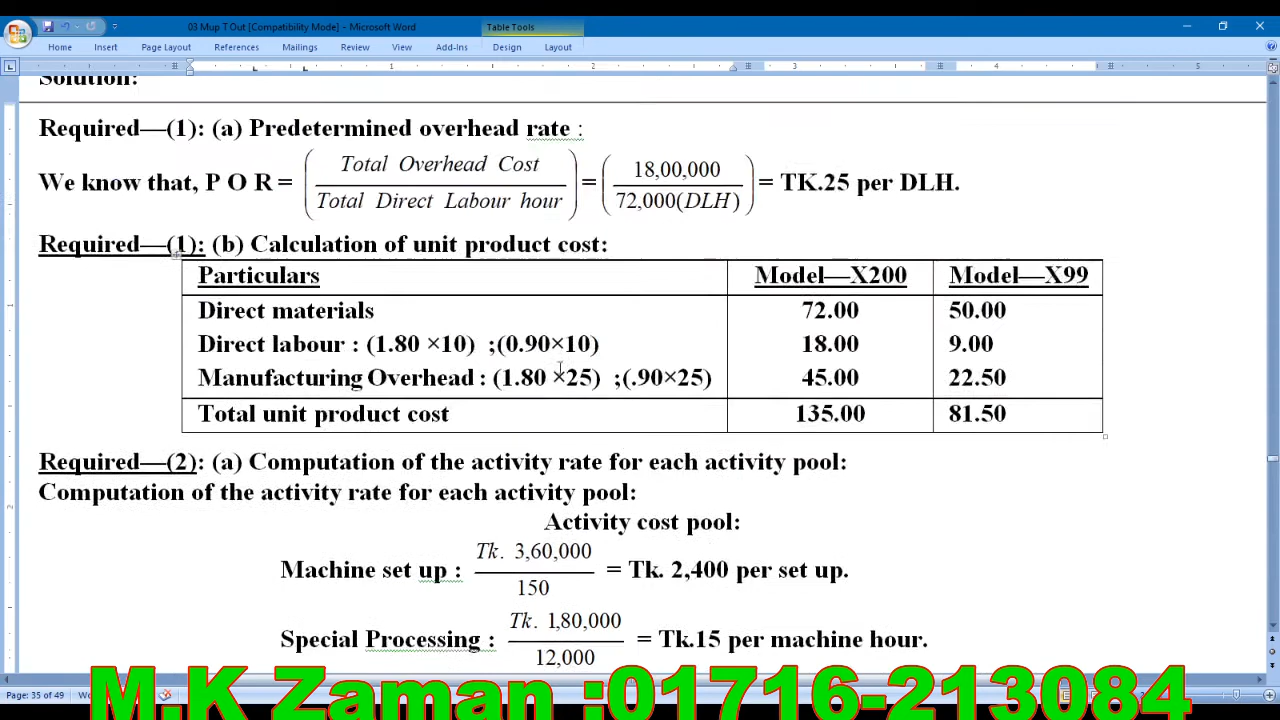 03 Mup T Out [Compatibility Mode] - Microsoft Word
Table Tools
Home Insert Page Layout References Mailings Review View Add-Ins Design Layout
1 2 3 4 5
Solution:
Required—(1): (a) Predetermined overhead rate :
We know that, P O R = (Total Overhead Cost / Total Direct Labour hour) = (18,00,000 / 72,000(DLH)) = TK.25 per DLH.
Required—(1): (b) Calculation of unit product cost:
Particulars Model—X200 Model—X99
Direct materials 72.00 50.00
Direct labour : (1.80 ×10) ;(0.90×10) 18.00 9.00
Manufacturing Overhead : (1.80 ×25) ;(.90×25) 45.00 22.50
Total unit product cost 135.00 81.50
Required—(2): (a) Computation of the activity rate for each activity pool:
Computation of the activity rate for each activity pool:
Activity cost pool:
Machine set up : Tk. 3,60,000 / 150 = Tk. 2,400 per set up.
Special Processing : Tk. 1,80,000 / 12,000 = Tk.15 per machine hour.
M.K Zaman :01716-213084
Page: 35 of 49